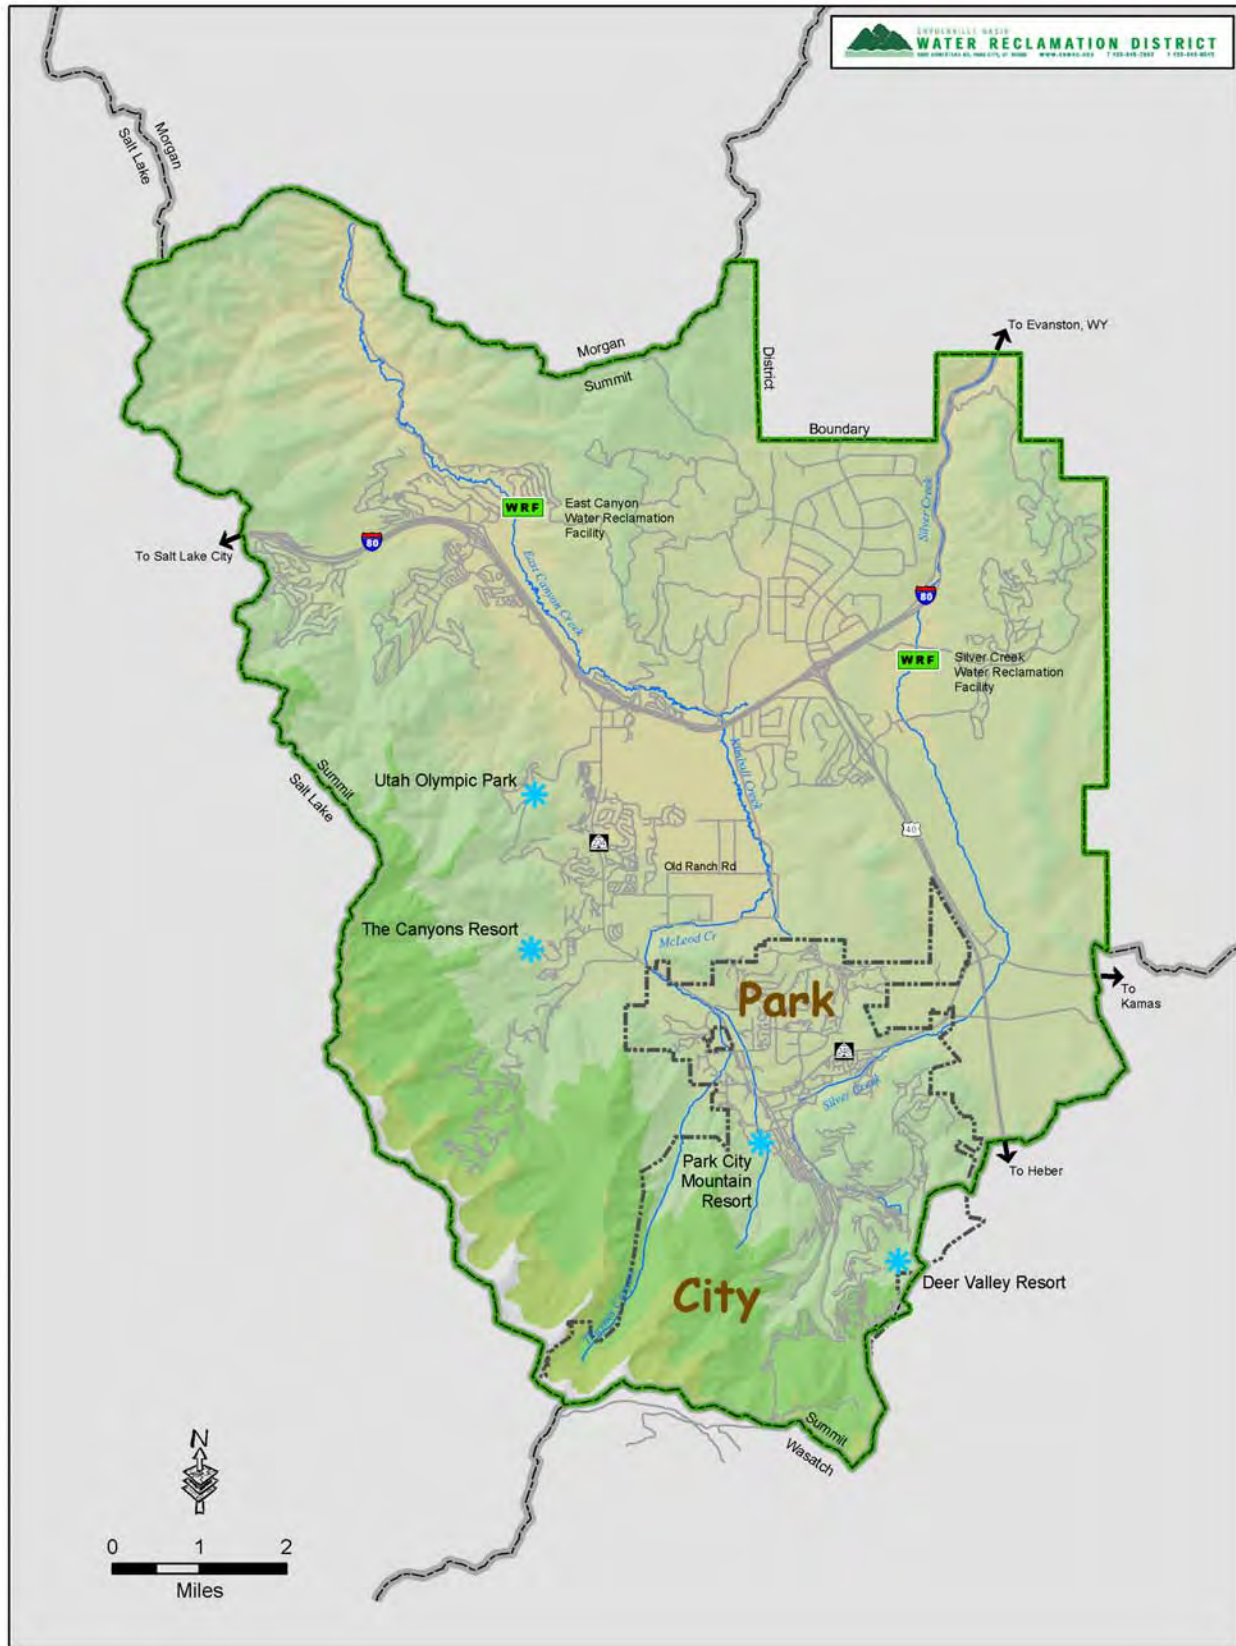 SNYDERVILLE BASIN
WATER RECLAMATION DISTRICT
Morgan
Salt Lake
To Evanston, WY
Morgan
Summit
District
Boundary
Silver Creek
WRF
East Canyon
Water Reclamation
Facility
80
To Salt Lake City
East Canyon Creek
80
WRF
Silver Creek
Water Reclamation
Facility
Kimball Creek
Summit
Salt Lake
Utah Olympic Park
40
Old Ranch Rd
The Canyons Resort
McLeod Cr
Park
To
Kamas
Silver Creek
Park City
Mountain
Resort
To Heber
Deer Valley Resort
City
Summit
Wasatch
N
0 1 2
Miles